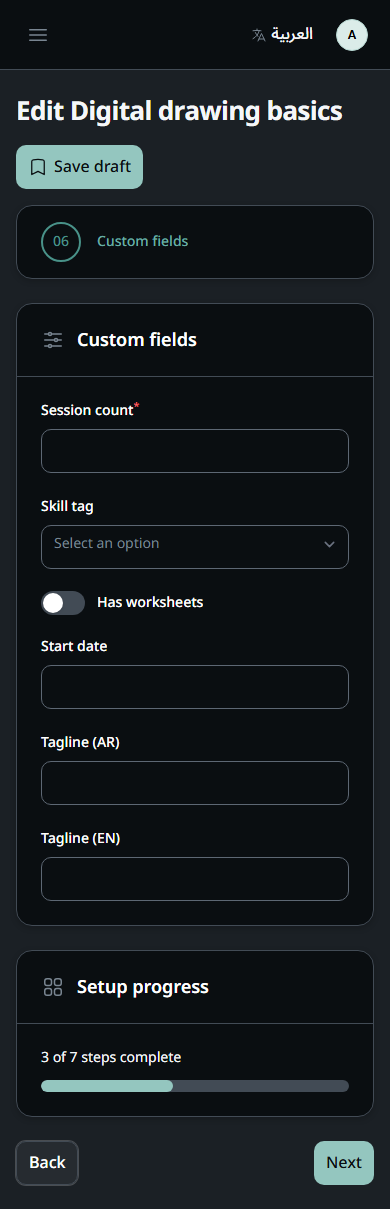 العربية
A
Edit Digital drawing basics
Save draft
06
Custom fields
Custom fields
Session count*
Skill tag
Select an option
Has worksheets
Start date
Tagline (AR)
Tagline (EN)
Setup progress
3 of 7 steps complete
Back
Next